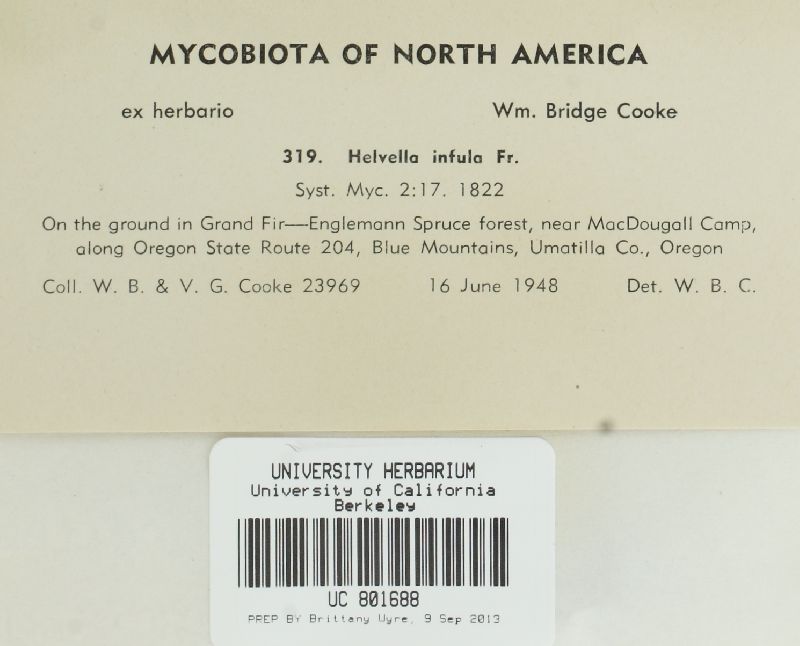 MYCOBIOTA OF NORTH AMERICA
ex herbario Wm. Bridge Cooke
319. Helvella infula Fr.
Syst. Myc. 2:17. 1822
On the ground in Grand Fir—Englemann Spruce forest, near MacDougall Camp,
along Oregon State Route 204, Blue Mountains, Umatilla Co., Oregon
Coll. W. B. & V. G. Cooke 23969 16 June 1948 Det. W. B. C.
UNIVERSITY HERBARIUM
University of California
Berkeley
UC 801688
PREP BY Brittany Uyre, 9 Sep 2013